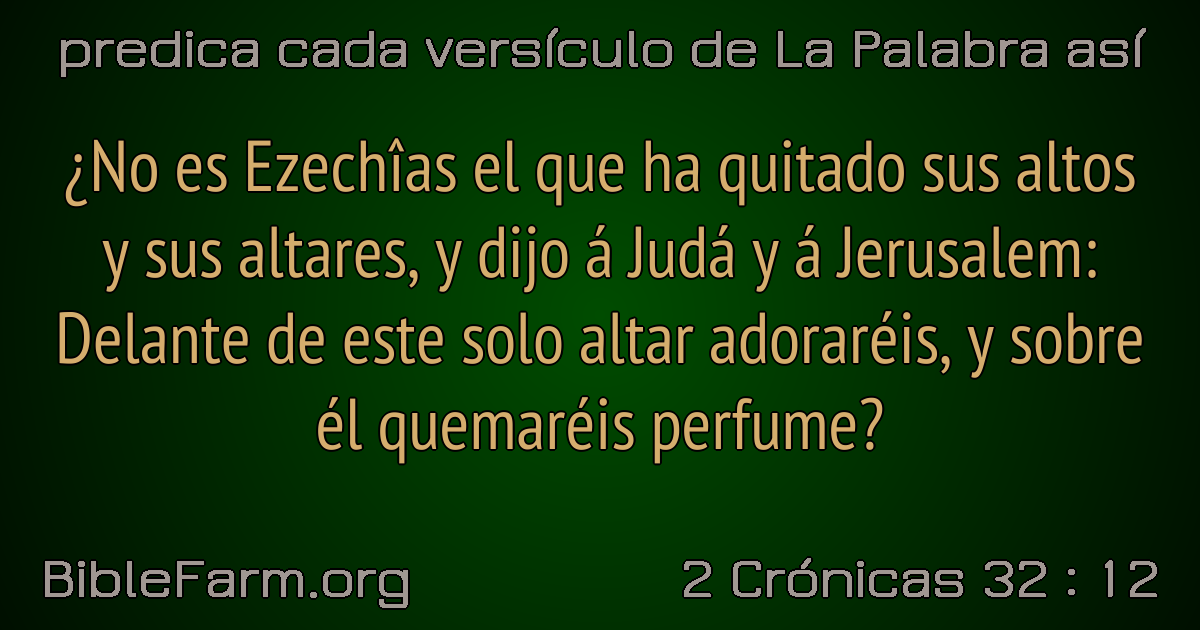 predica cada versículo de La Palabra así
¿No es Ezechîas el que ha quitado sus altos
y sus altares, y dijo á Judá y á Jerusalem:
Delante de este solo altar adoraréis, y sobre
él quemaréis perfume?
BibleFarm.org 2 Crónicas 32 : 12